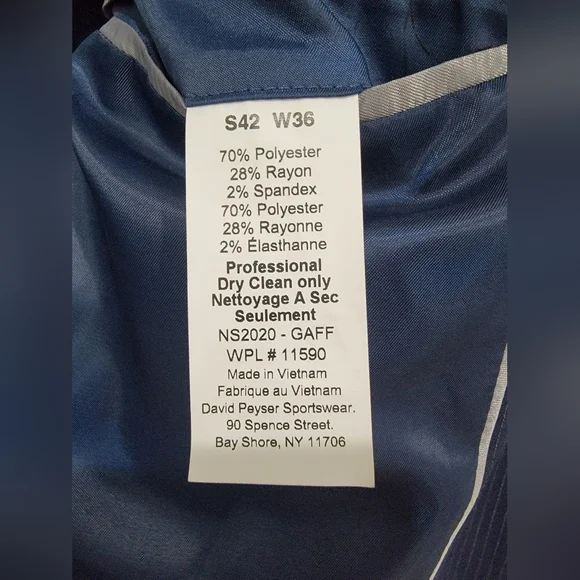 S42 W36
70% Polyester
28% Rayon
2% Spandex
70% Polyester
28% Rayonne
2% Élasthanne
Professional
Dry Clean only
Nettoyage A Sec
Seulement
NS2020 - GAFF
WPL # 11590
Made in Vietnam
Fabrique au Vietnam
David Peyser Sportswear.
90 Spence Street.
Bay Shore, NY 11706